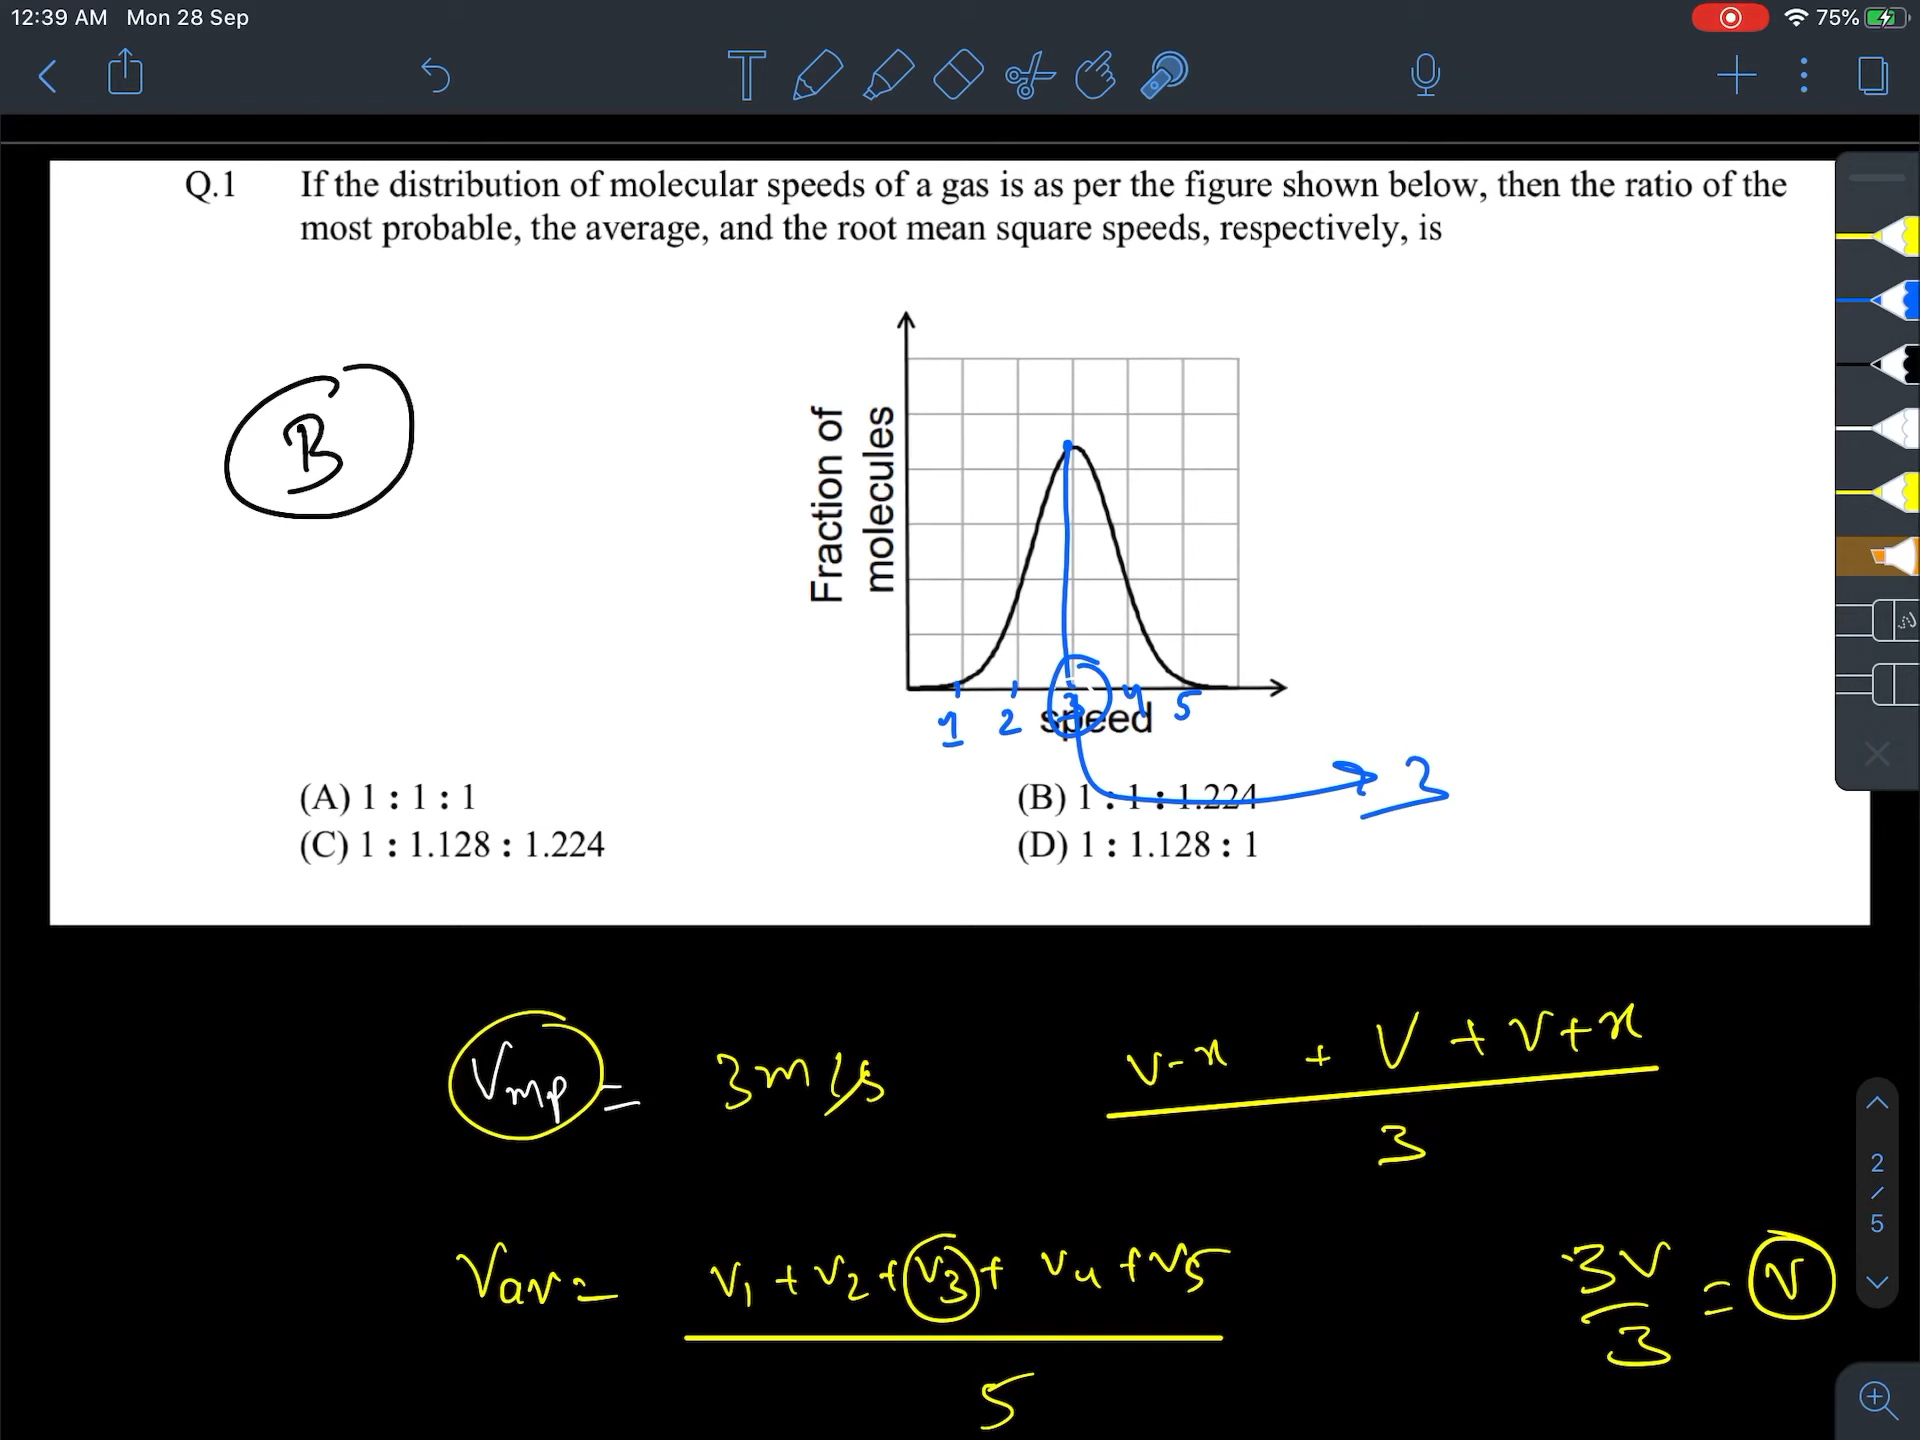 12:39 AM Mon 28 Sep 75%
Q.1 If the distribution of molecular speeds of a gas is as per the figure shown below, then the ratio of the
most probable, the average, and the root mean square speeds, respectively, is
B
Fraction of
molecules
1 2 3 4 5
speed
3
(A) 1 : 1 : 1 (B) 1 : 1 : 1.224
(C) 1 : 1.128 : 1.224 (D) 1 : 1.128 : 1
Vmp = 3 m/s
V-x + V + V+x
3
Vav = V1 + V2 + V3 + V4 + V5
5
3V
3
= V
2
/
5